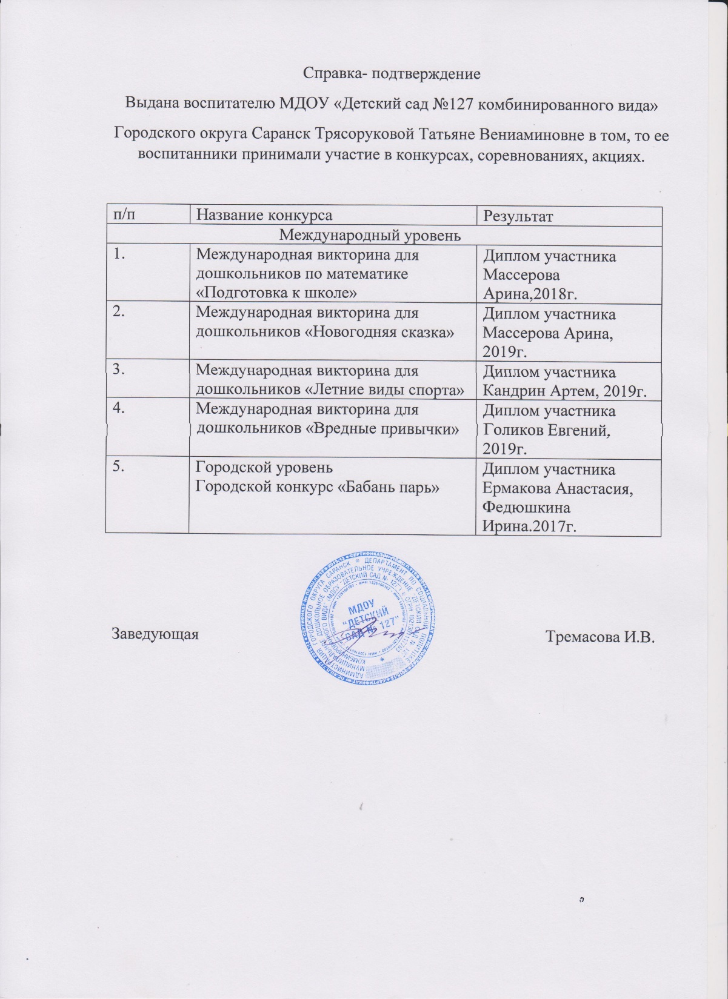 Справка- подтверждение
Выдана воспитателю МДОУ «Детский сад №127 комбинированного вида»
Городского округа Саранск Трясоруковой Татьяне Вениаминовне в том, то ее
воспитанники принимали участие в конкурсах, соревнованиях, акциях.
п/п Название конкурса Результат
Международный уровень
1. Международная викторина для Диплом участника
дошкольников по математике Массерова
«Подготовка к школе» Арина,2018г.
2. Международная викторина для Диплом участника
дошкольников «Новогодняя сказка» Массерова Арина,
2019г.
3. Международная викторина для Диплом участника
дошкольников «Летние виды спорта» Кандрин Артем, 2019г.
4. Международная викторина для Диплом участника
дошкольников «Вредные привычки» Голиков Евгений,
2019г.
5. Городской уровень Диплом участника
Городской конкурс «Бабань парь» Ермакова Анастасия,
Федюшкина
Ирина.2017г.
АДМИНИСТРАЦИЯ ГОРОДСКОГО ОКРУГА САРАНСК * ДЕПАРТАМЕНТ ПО СОЦИАЛЬНОЙ ПОЛИТИКЕ
МУНИЦИПАЛЬНОЕ ДОШКОЛЬНОЕ ОБРАЗОВАТЕЛЬНОЕ УЧРЕЖДЕНИЕ "ДЕТСКИЙ САД № 127
КОМБИНИРОВАННОГО ВИДА" (МДОУ "ДЕТСКИЙ САД № 127") * ОГРН
МДОУ
"ДЕТСКИЙ
САД № 127"
Заведующая Тремасова И.В.